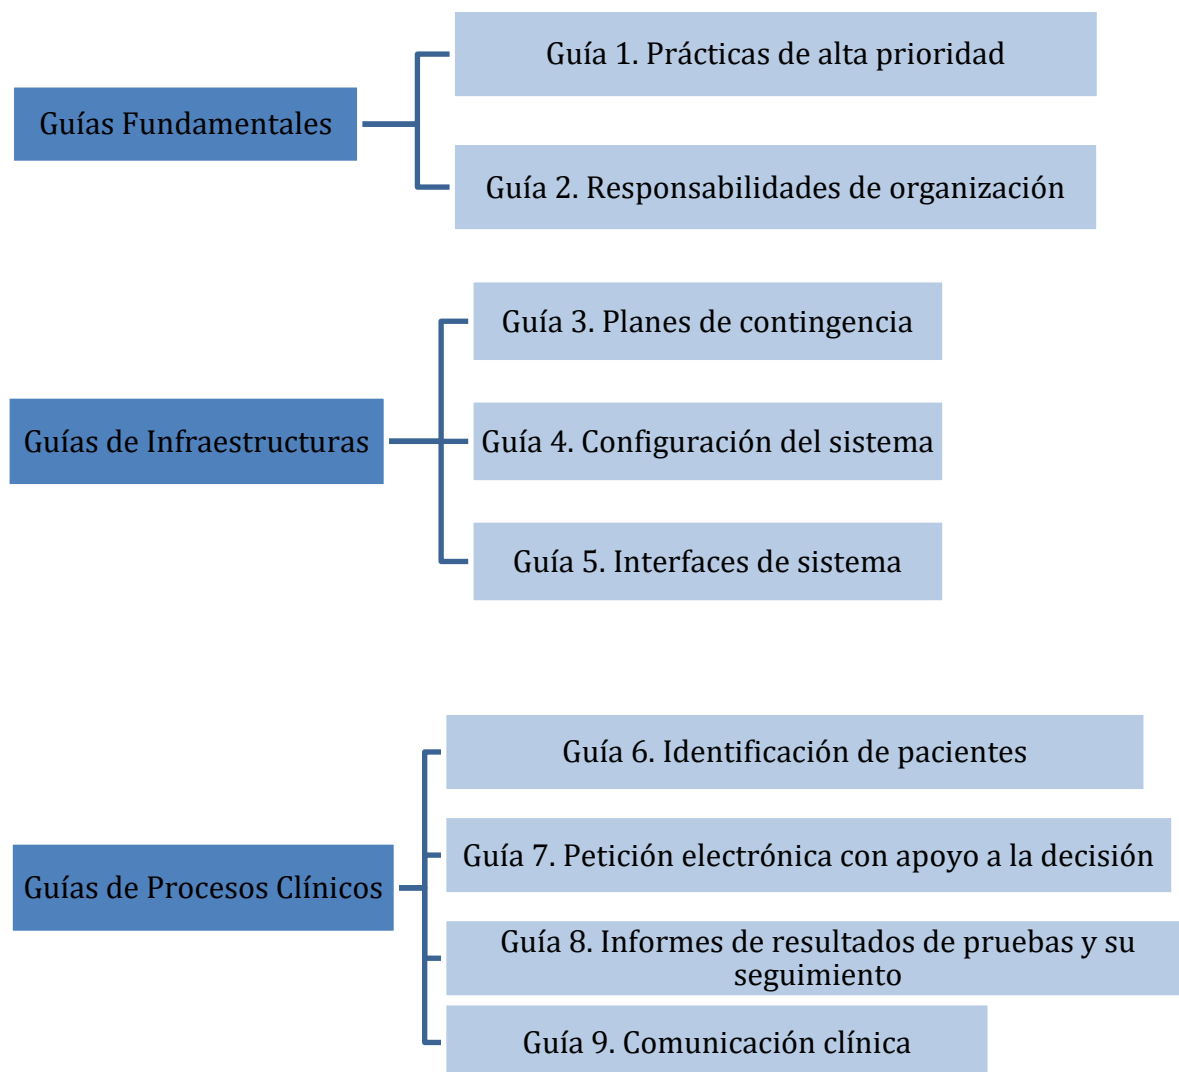 Guías Fundamentales
Guía 1. Prácticas de alta prioridad
Guía 2. Responsabilidades de organización
Guías de Infraestructuras
Guía 3. Planes de contingencia
Guía 4. Configuración del sistema
Guía 5. Interfaces de sistema
Guías de Procesos Clínicos
Guía 6. Identificación de pacientes
Guía 7. Petición electrónica con apoyo a la decisión
Guía 8. Informes de resultados de pruebas y su
seguimiento
Guía 9. Comunicación clínica